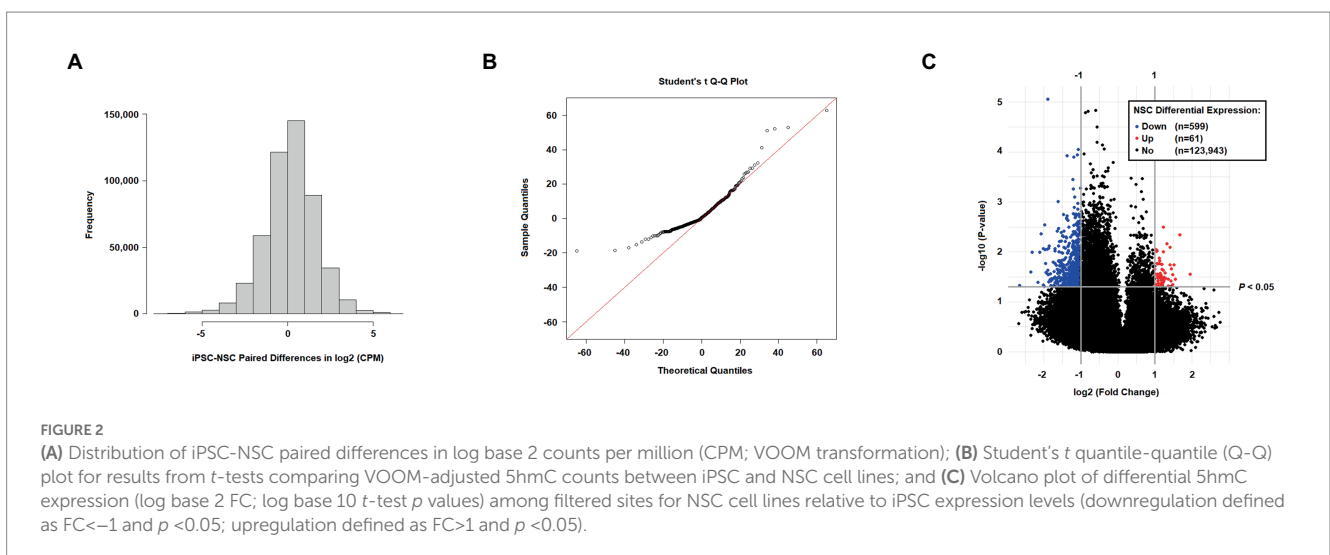 A
150,000
100,000
50,000
0
Frequency
-5
0
5
iPSC-NSC Paired Differences in log2 (CPM)
B
Student's t Q-Q Plot
60
40
20
0
-20
-40
-60
Sample Quantiles
-60
-40
-20
0
20
40
60
Theoretical Quantiles
C
-1
1
NSC Differential Expression:
Down (n=599)
Up (n=61)
No (n=123,943)
5
4
3
2
1
0
-log10 (P-value)
P < 0.05
-2
-1
0
1
2
log2 (Fold Change)
FIGURE 2
(A) Distribution of iPSC-NSC paired differences in log base 2 counts per million (CPM; VOOM transformation); (B) Student's t quantile-quantile (Q-Q)
plot for results from t-tests comparing VOOM-adjusted 5hmC counts between iPSC and NSC cell lines; and (C) Volcano plot of differential 5hmC
expression (log base 2 FC; log base 10 t-test p values) among filtered sites for NSC cell lines relative to iPSC expression levels (downregulation defined
as FC<−1 and p <0.05; upregulation defined as FC>1 and p <0.05).